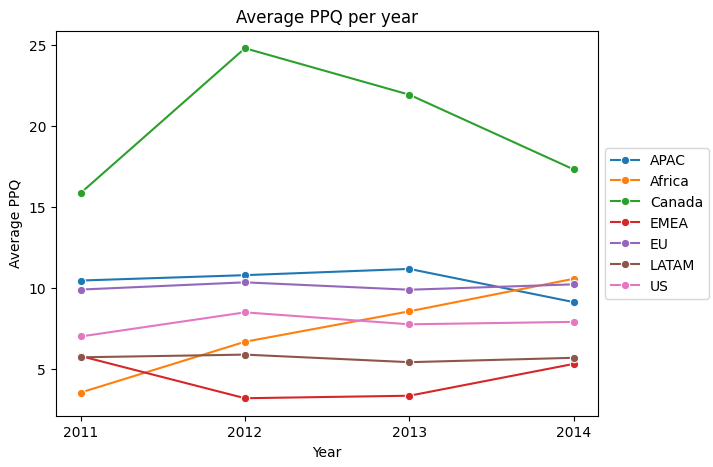 Average PPQ per year
Average PPQ
25
20
15
10
5
2011
2012
2013
2014
Year
APAC
Africa
Canada
EMEA
EU
LATAM
US